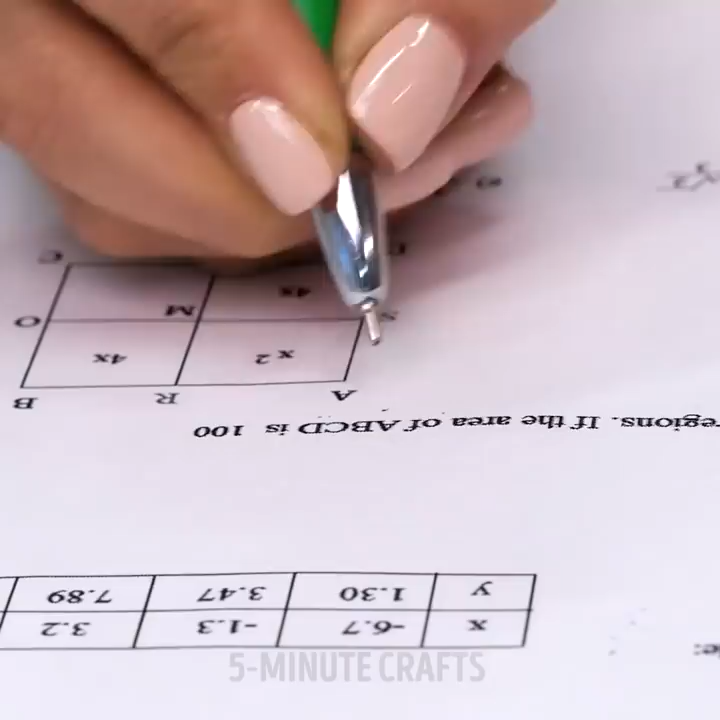 x -6.7 -1.3 3.2
y 1.30 3.47 7.89
egions. If the area of ABCD is 100
A R B
x 2 4x
S M O
4x
C
5-MINUTE CRAFTS